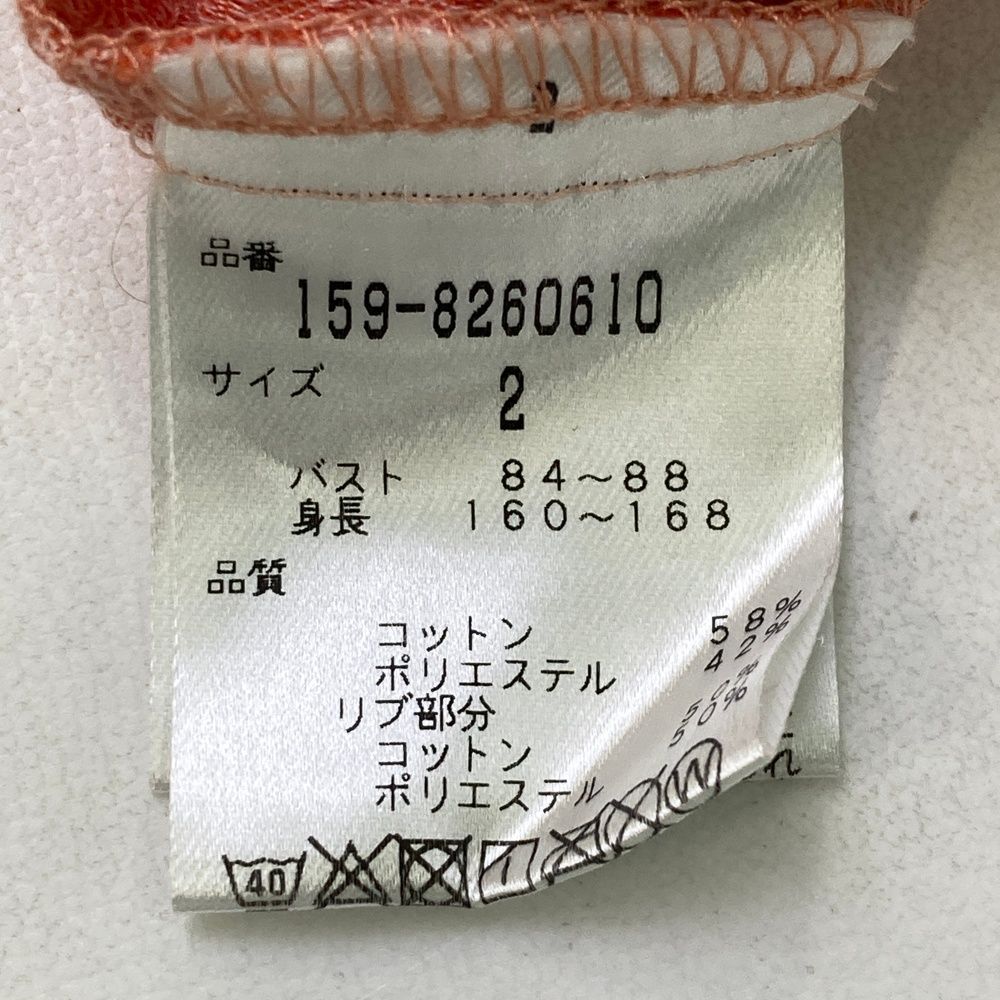 品番
159-8260610
サイズ 2
バスト 84～88
身長 160～168
品質
コットン 58%
ポリエステル 42%
リブ部分
コットン 50%
ポリエステル 50%
40